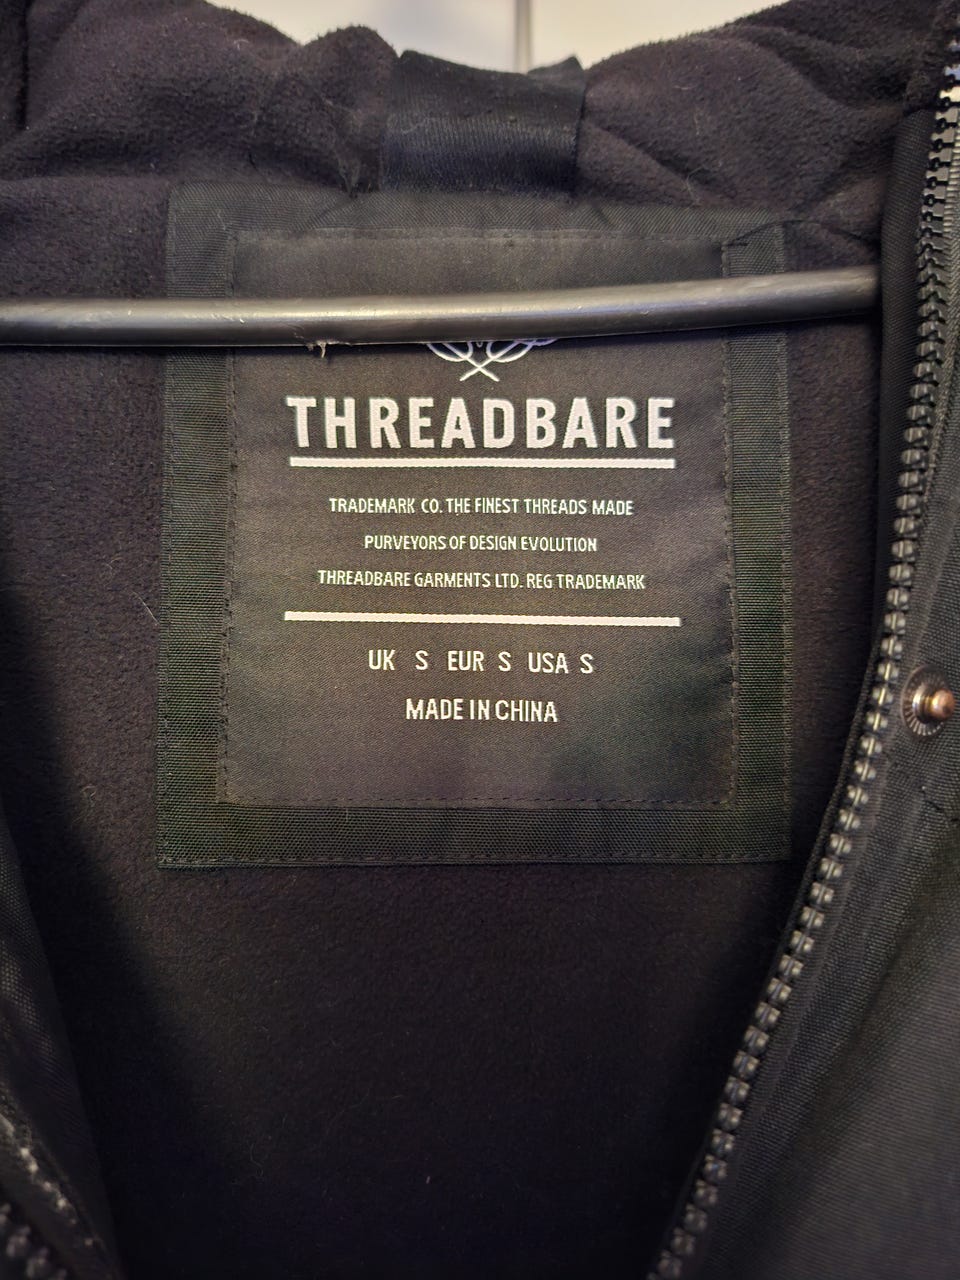 THREADBARE
TRADEMARK CO. THE FINEST THREADS MADE
PURVEYORS OF DESIGN EVOLUTION
THREADBARE GARMENTS LTD. REG TRADEMARK
UK S EUR S USA S
MADE IN CHINA